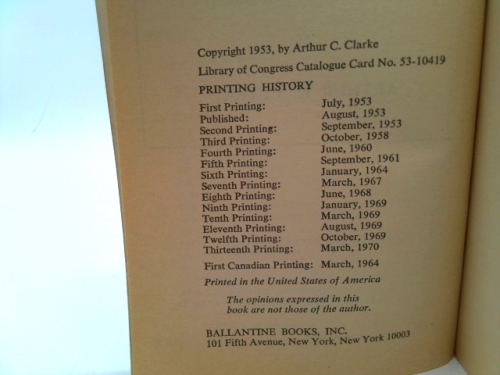 Copyright 1953, by Arthur C. Clarke
Library of Congress Catalogue Card No. 53-10419
PRINTING HISTORY
First Printing: July, 1953
Published: August, 1953
Second Printing: September, 1953
Third Printing: October, 1958
Fourth Printing: June, 1960
Fifth Printing: September, 1961
Sixth Printing: January, 1964
Seventh Printing: March, 1967
Eighth Printing: June, 1968
Ninth Printing: January, 1969
Tenth Printing: March, 1969
Eleventh Printing: August, 1969
Twelfth Printing: October, 1969
Thirteenth Printing: March, 1970
First Canadian Printing: March, 1964
Printed in the United States of America
The opinions expressed in this
book are not those of the author.
BALLANTINE BOOKS, INC.
101 Fifth Avenue, New York, New York 10003